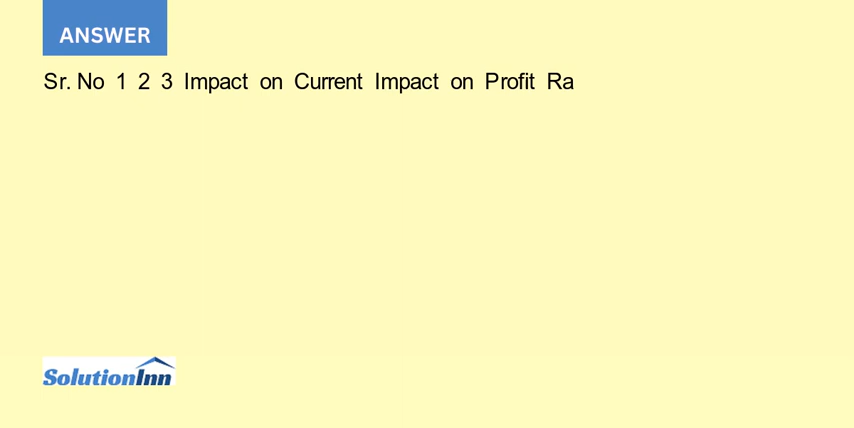 ANSWER
Sr. No 1 2 3 Impact on Current Impact on Profit Ra
SolutionInn